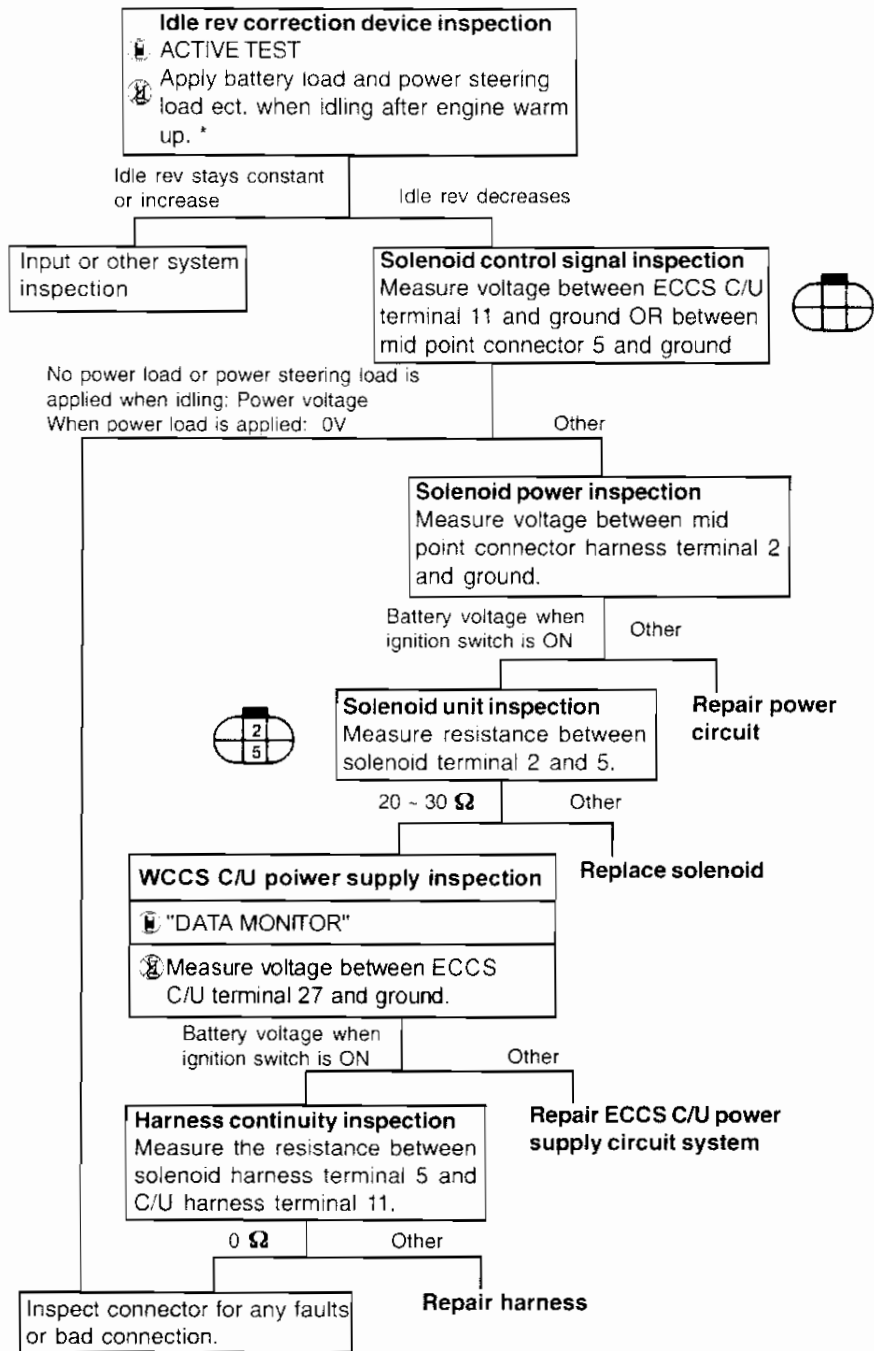 Idle rev correction device inspection
ACTIVE TEST
Apply battery load and power steering
load ect. when idling after engine warm
up. *
Idle rev stays constant
or increase
Idle rev decreases
Input or other system
inspection
Solenoid control signal inspection
Measure voltage between ECCS C/U
terminal 11 and ground OR between
mid point connector 5 and ground
No power load or power steering load is
applied when idling: Power voltage
When power load is applied: 0V
Other
Solenoid power inspection
Measure voltage between mid
point connector harness terminal 2
and ground.
Battery voltage when
ignition switch is ON
Other
2
5
Solenoid unit inspection
Measure resistance between
solenoid terminal 2 and 5.
Repair power
circuit
20 ~ 30 Ω
Other
WCCS C/U poiwer supply inspection
"DATA MONITOR"
Measure voltage between ECCS
C/U terminal 27 and ground.
Replace solenoid
Battery voltage when
ignition switch is ON
Other
Harness continuity inspection
Measure the resistance between
solenoid harness terminal 5 and
C/U harness terminal 11.
Repair ECCS C/U power
supply circuit system
0 Ω
Other
Inspect connector for any faults
or bad connection.
Repair harness